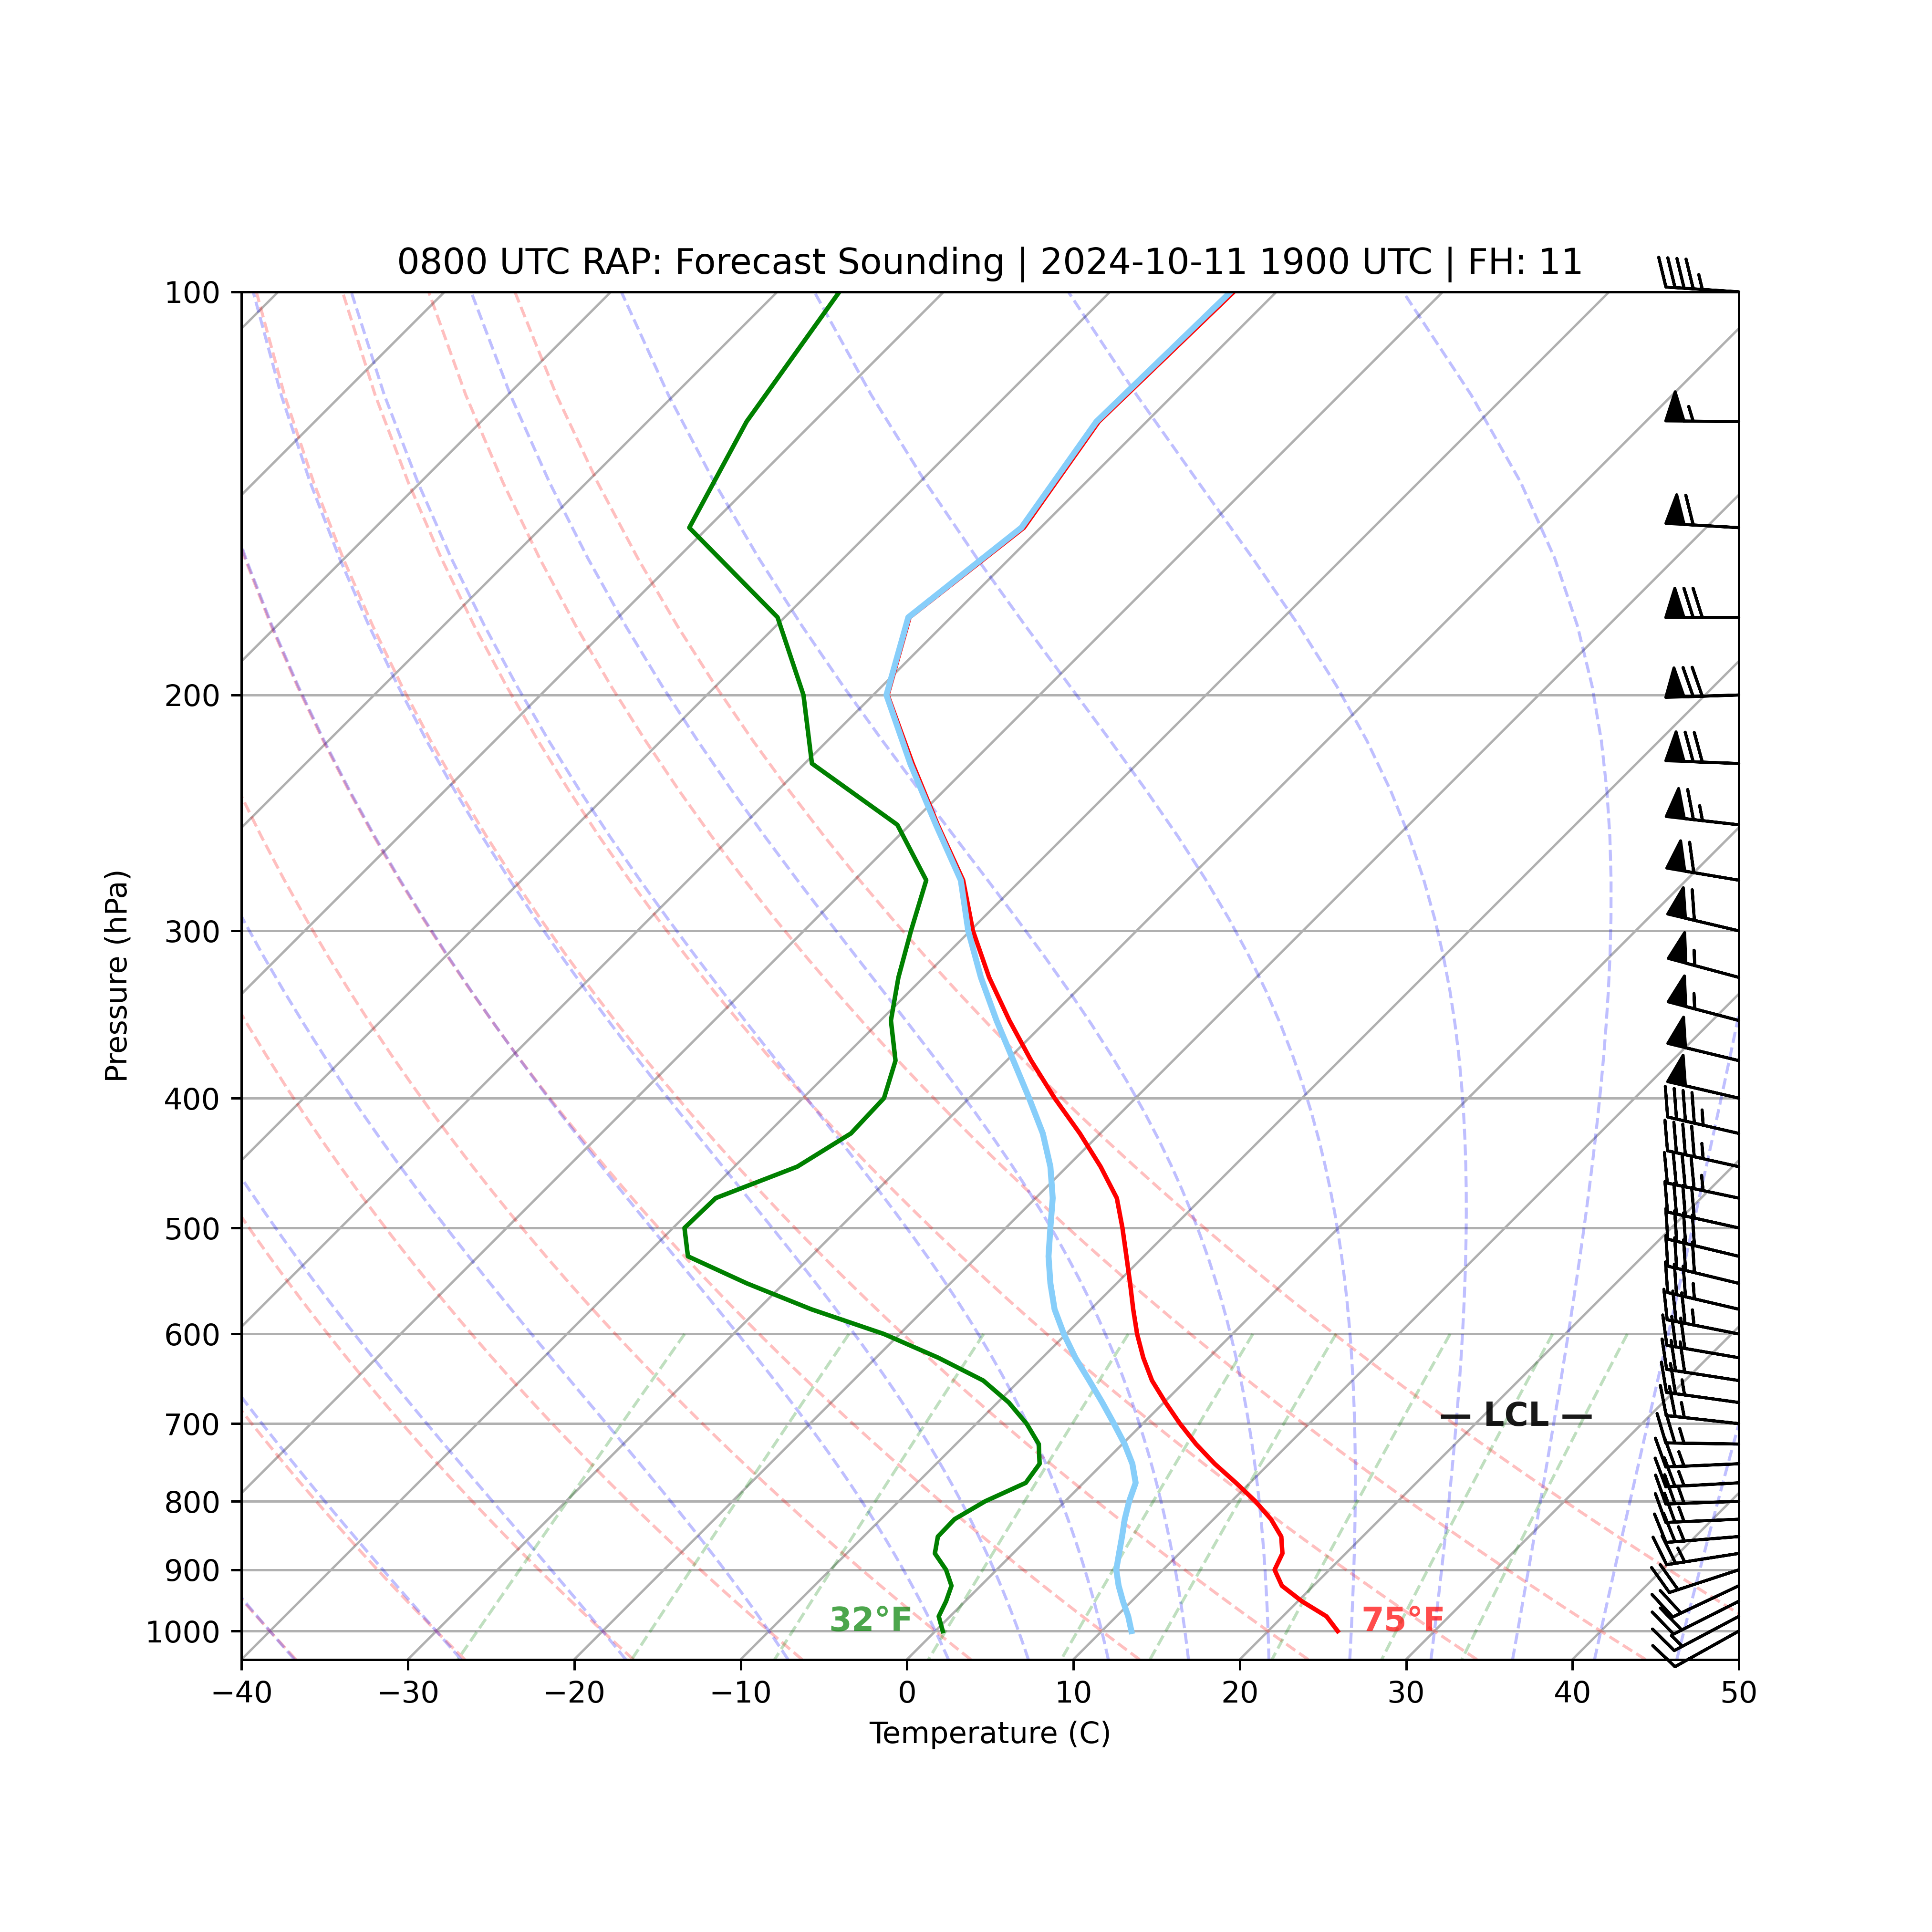 0800 UTC RAP: Forecast Sounding | 2024-10-11 1900 UTC | FH: 11
100
200
300
400
500
600
700
800
900
1000
Pressure (hPa)
— LCL —
32°F
75°F
−40 −30 −20 −10 0 10 20 30 40 50
Temperature (C)